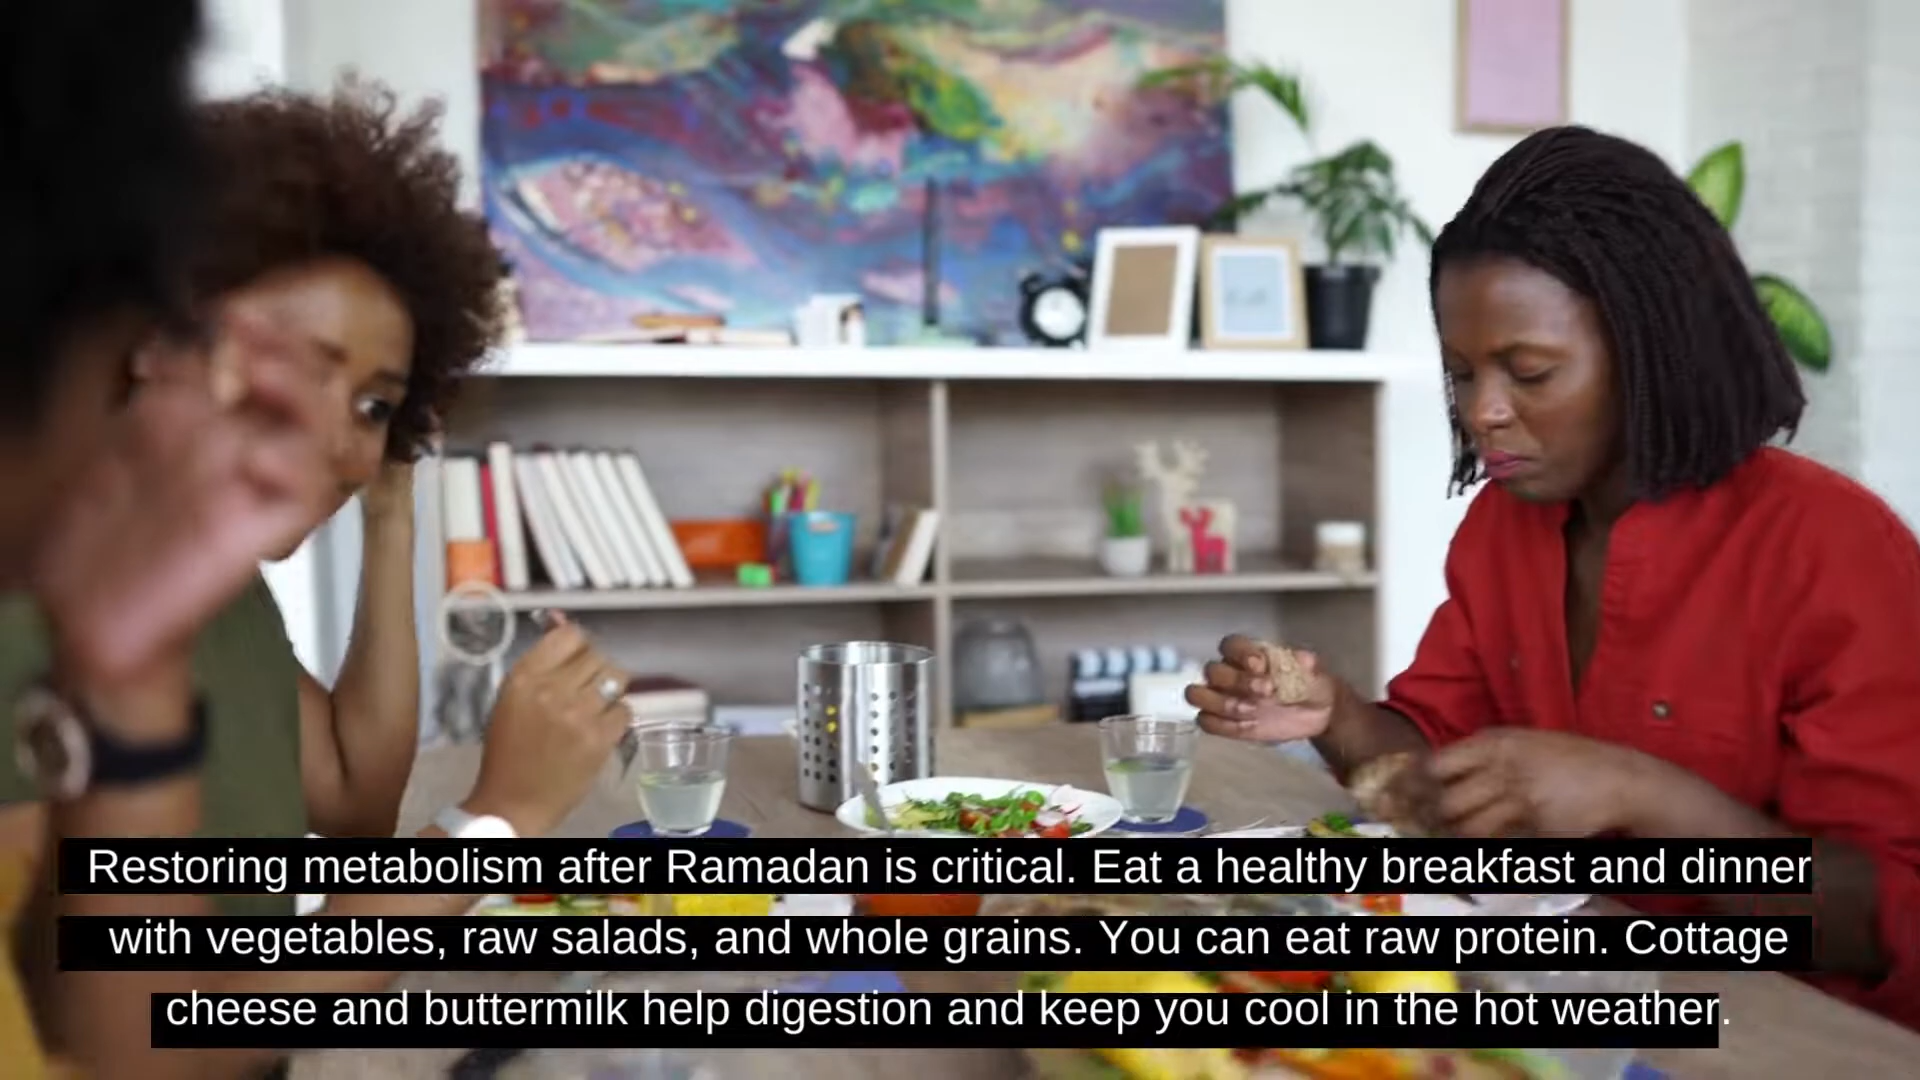 Restoring metabolism after Ramadan is critical. Eat a healthy breakfast and dinner
with vegetables, raw salads, and whole grains. You can eat raw protein. Cottage
cheese and buttermilk help digestion and keep you cool in the hot weather.